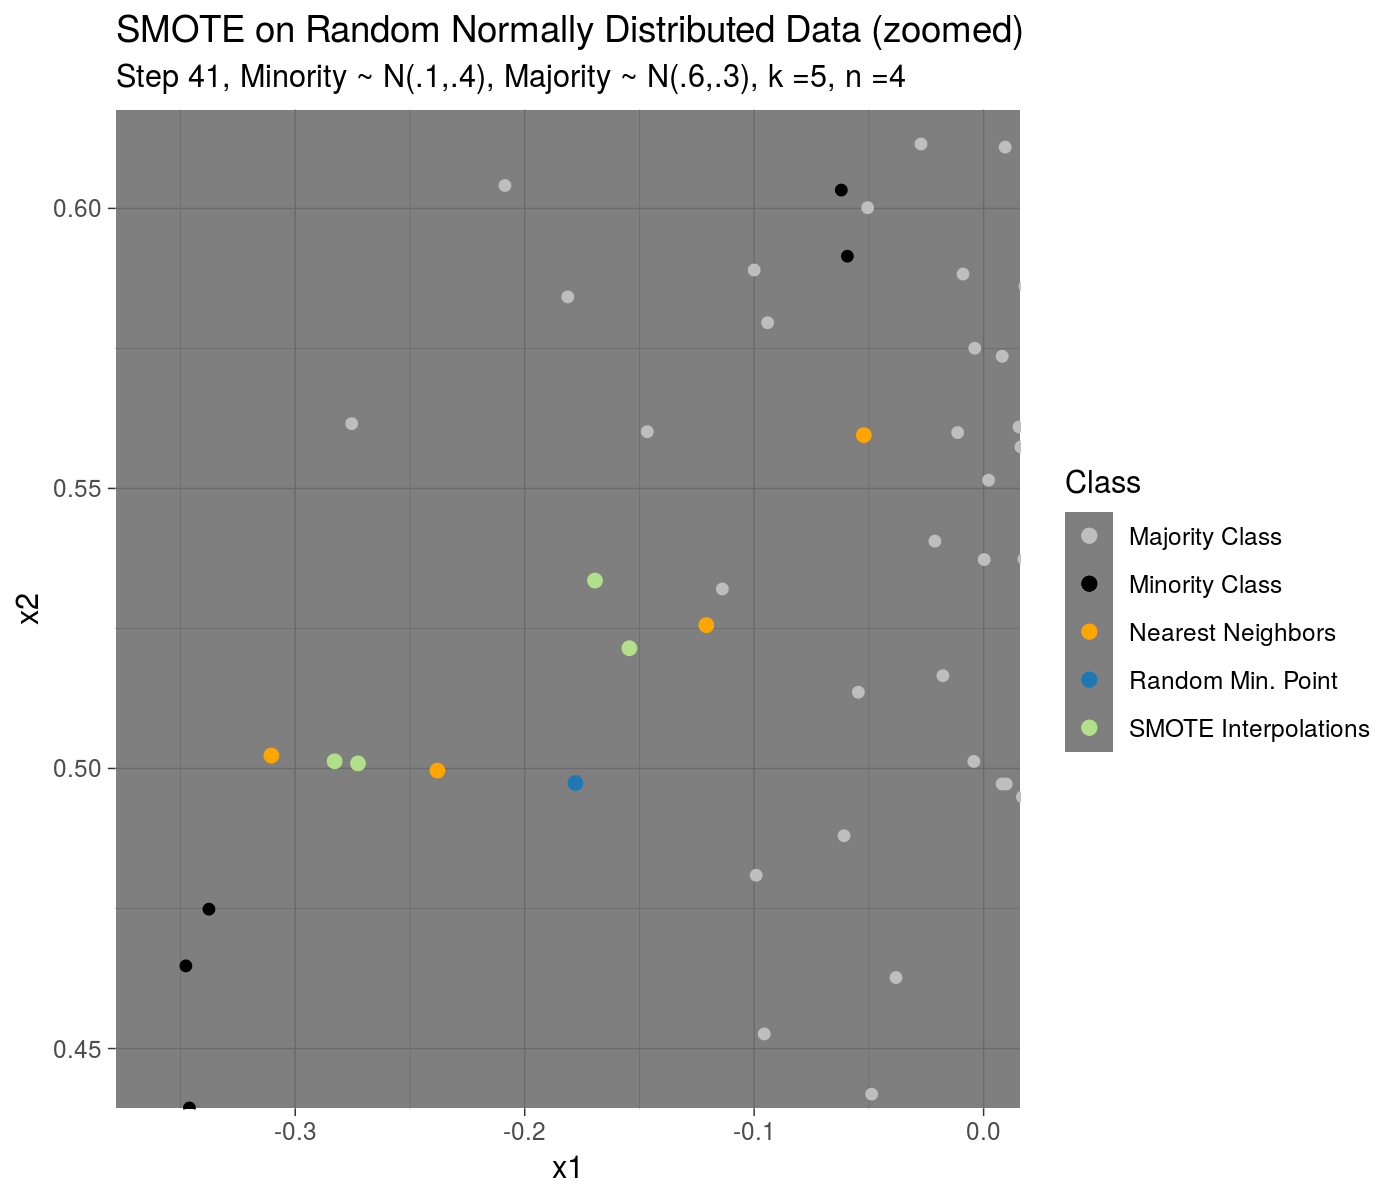 SMOTE on Random Normally Distributed Data (zoomed)
Step 41, Minority ~ N(.1,.4), Majority ~ N(.6,.3), k =5, n =4
0.60
0.55
0.50
0.45
x2
-0.3
-0.2
-0.1
0.0
x1
Class
Majority Class
Minority Class
Nearest Neighbors
Random Min. Point
SMOTE Interpolations